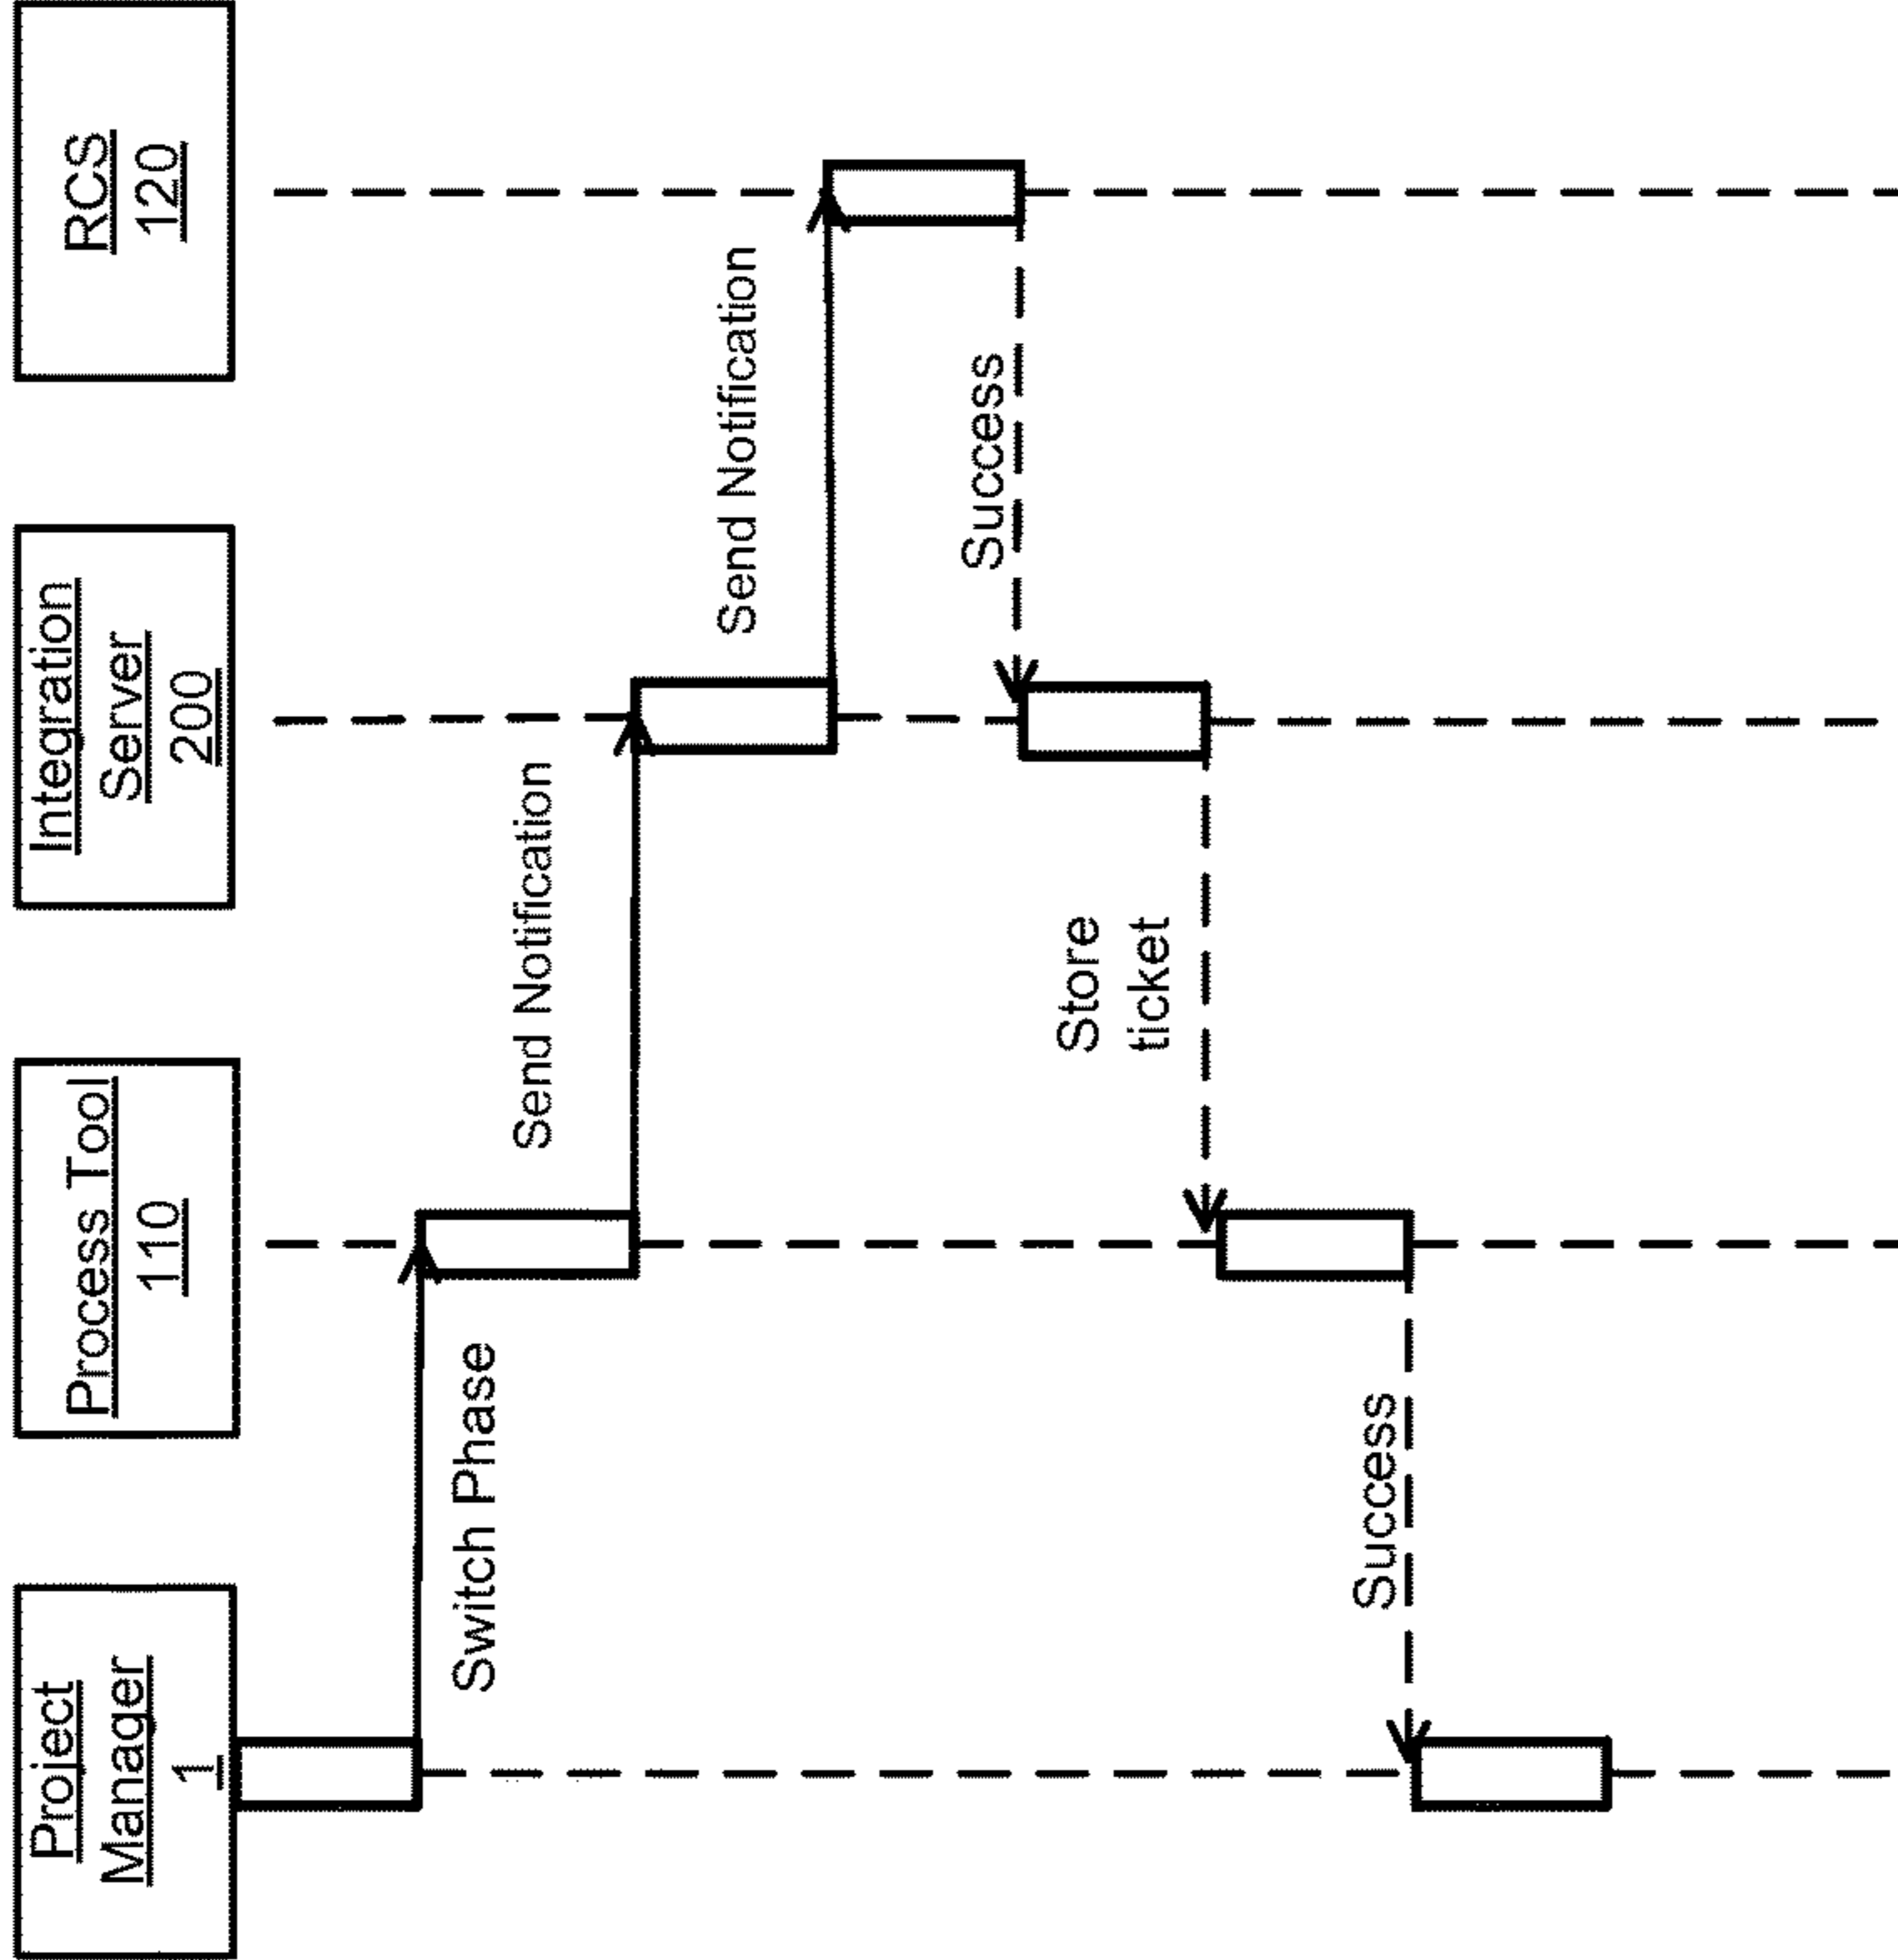 Project
Manager
1
Process Tool
110
Integration
Server
200
RCS
120
Switch Phase
Send Notification
Send Notification
Success
Store
ticket
Success